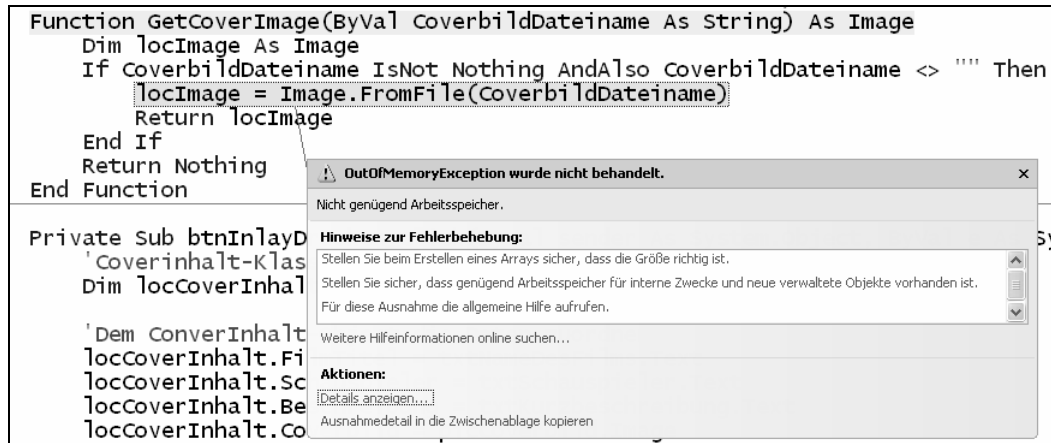 Function GetCoverImage(ByVal CoverbildDateiname As String) As Image
Dim locImage As Image
If CoverbildDateiname IsNot Nothing AndAlso CoverbildDateiname <> "" Then
locImage = Image.FromFile(CoverbildDateiname)
Return locImage
End If
Return Nothing
End Function
OutOfMemoryException wurde nicht behandelt.
Nicht genügend Arbeitsspeicher.
Hinweise zur Fehlerbehebung:
Stellen Sie beim Erstellen eines Arrays sicher, dass die Größe richtig ist.
Stellen Sie sicher, dass genügend Arbeitsspeicher für interne Zwecke und neue verwaltete Objekte vorhanden ist.
Für diese Ausnahme die allgemeine Hilfe aufrufen.
Weitere Hilfeinformationen online suchen...
Aktionen:
Details anzeigen...
Ausnahmedetail in die Zwischenablage kopieren
Private Sub btnInlayD
'Coverinhalt-Klas
Dim locCoverInhal
'Dem ConverInhalt
locCoverInhalt.Fi
locCoverInhalt.Sc
locCoverInhalt.Be
locCoverInhalt.Co